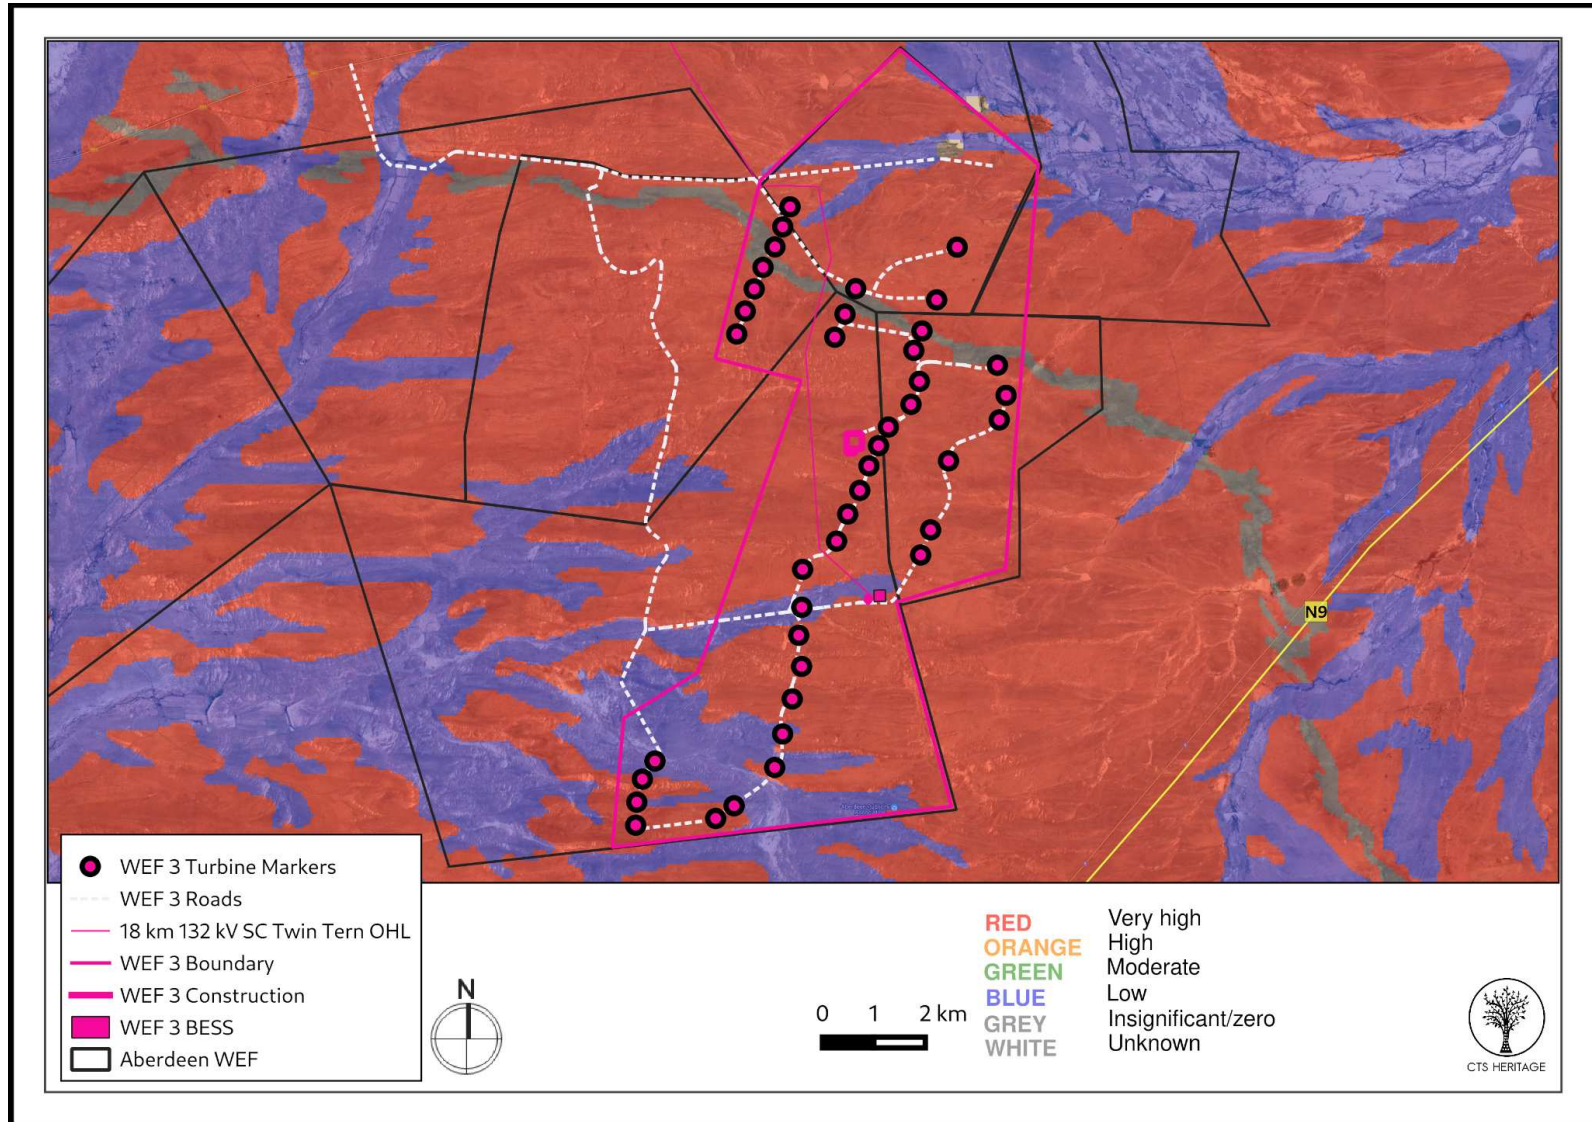 N9
WEF 3 Turbine Markers
WEF 3 Roads
18 km 132 kV SC Twin Tern OHL
WEF 3 Boundary
WEF 3 Construction
WEF 3 BESS
Aberdeen WEF
N
0 1 2 km
RED Very high
ORANGE High
GREEN Moderate
BLUE Low
GREY Insignificant/zero
WHITE Unknown
CTS HERITAGE